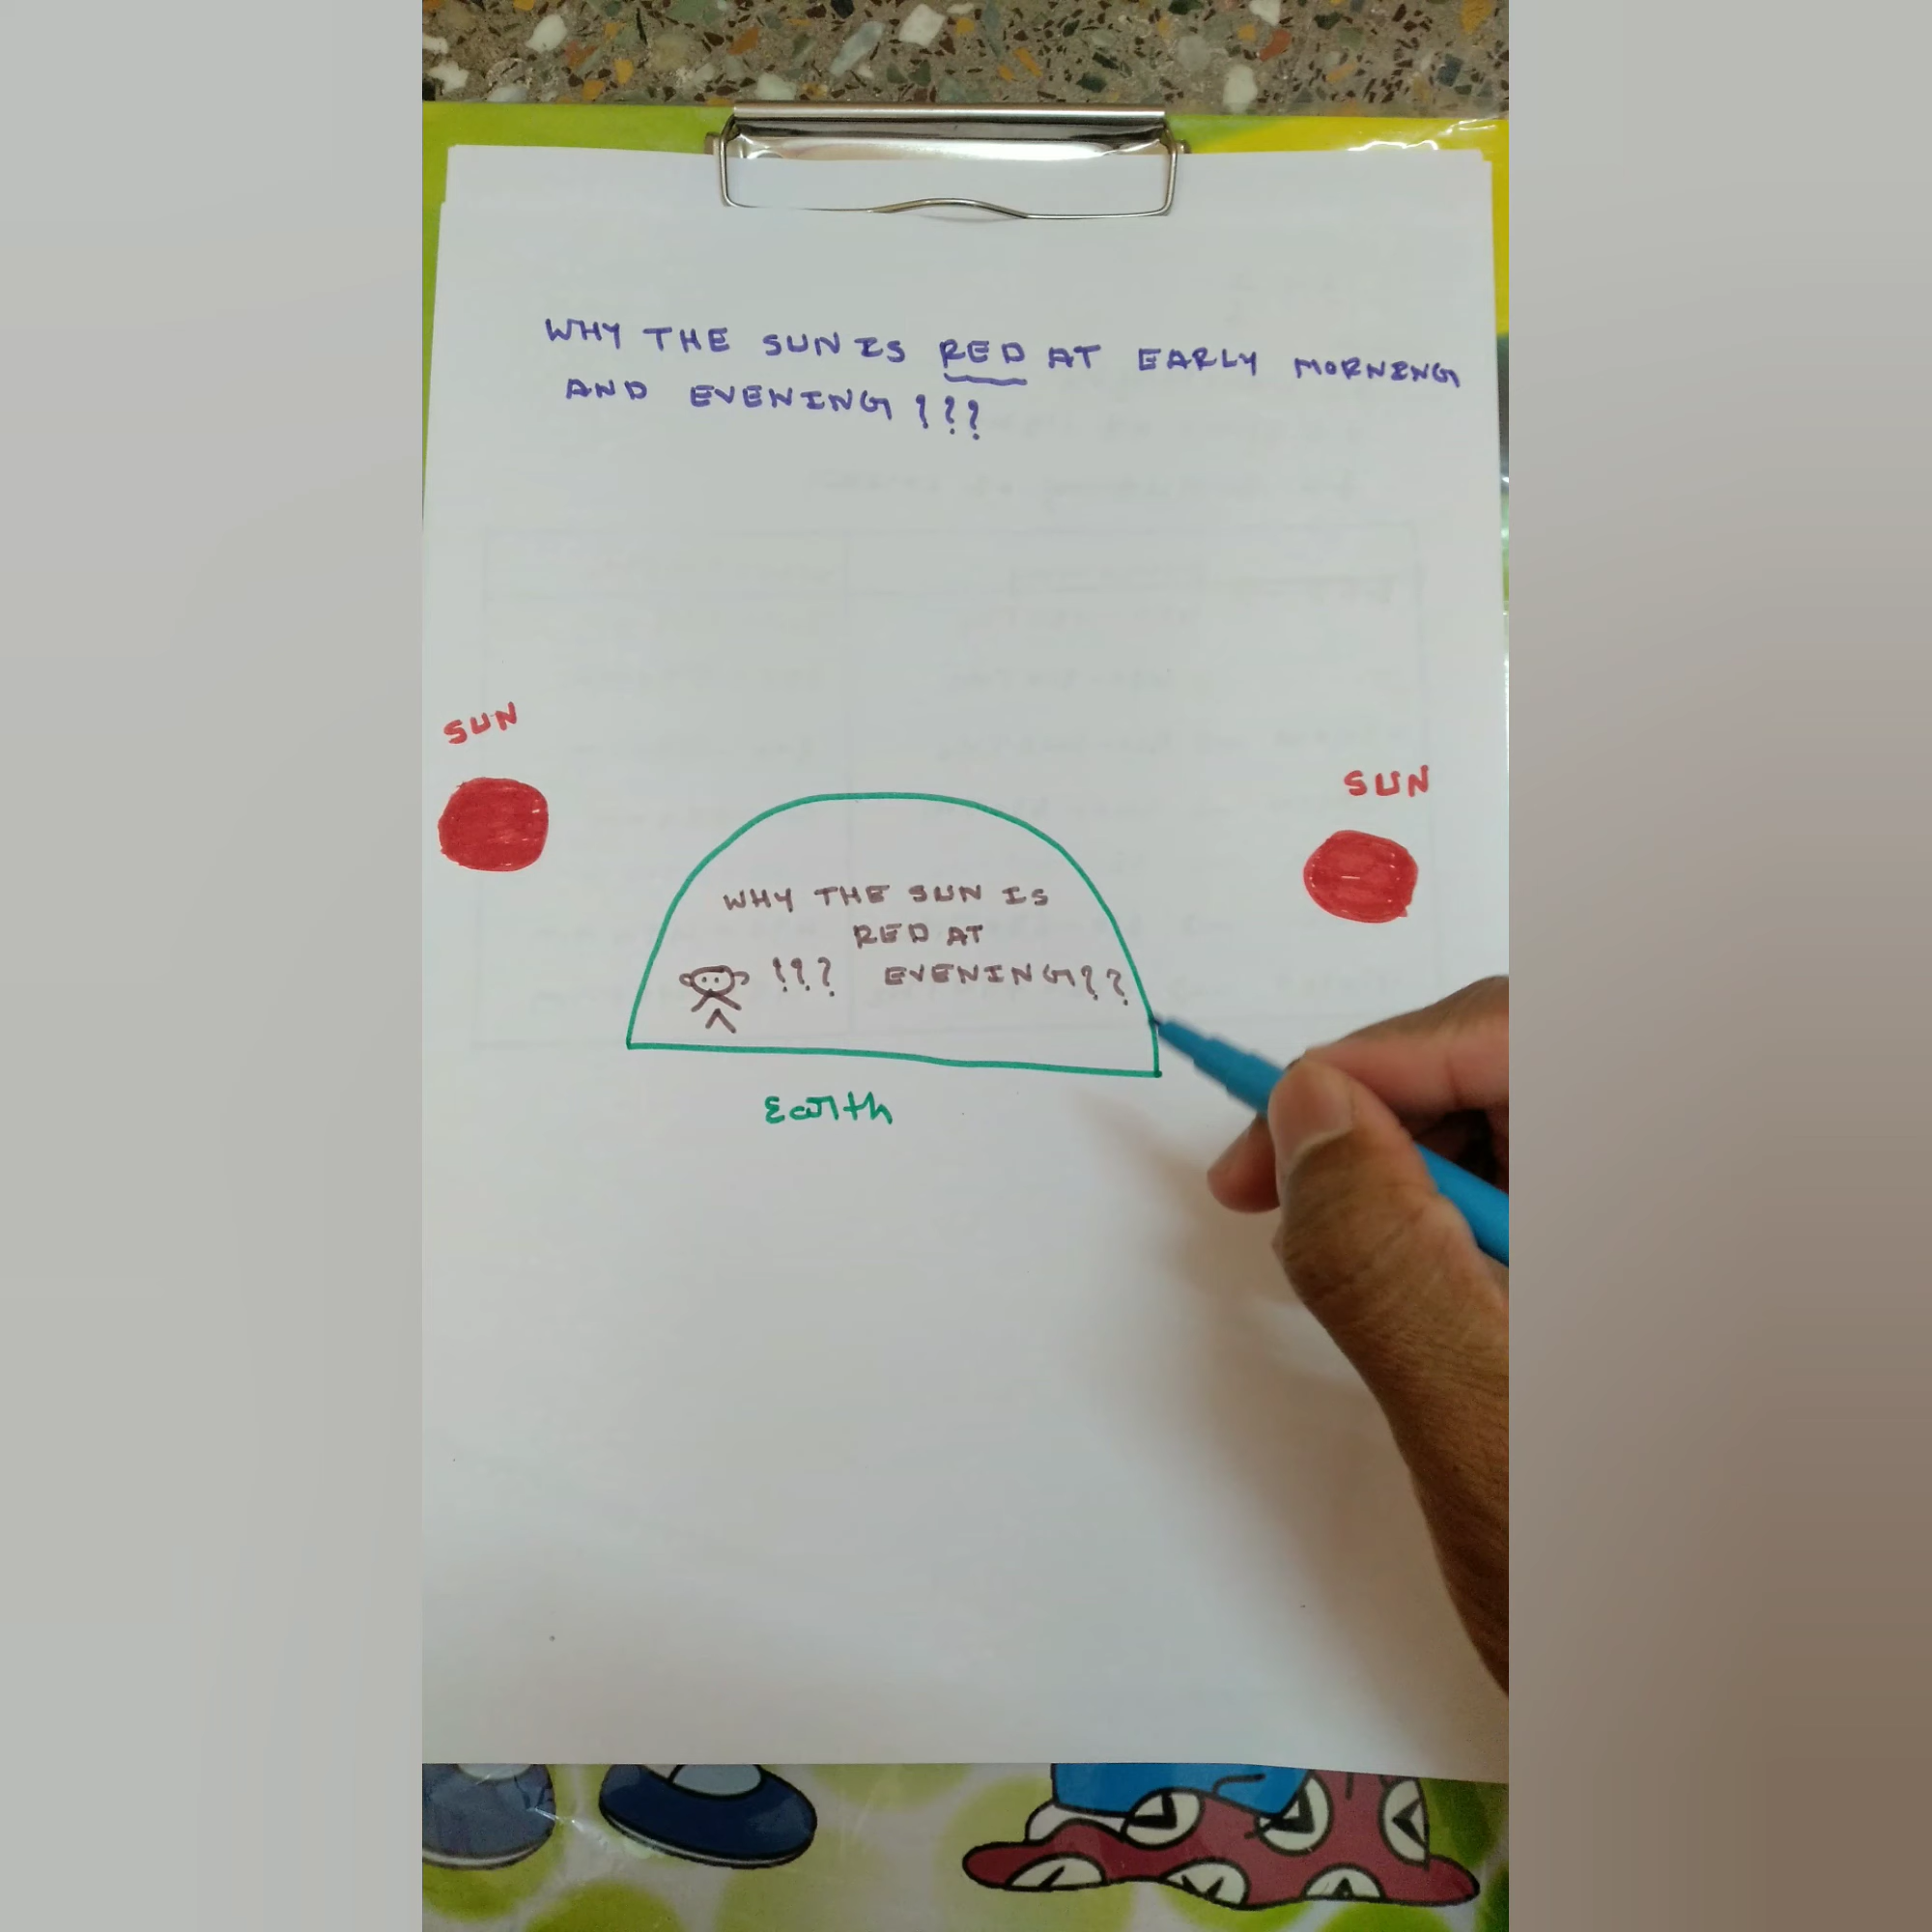 WHY THE SUN IS RED AT EARLY MORNING
AND EVENING ???
SUN
SUN
WHY THE SUN IS
RED AT
??? EVENING??
Earth